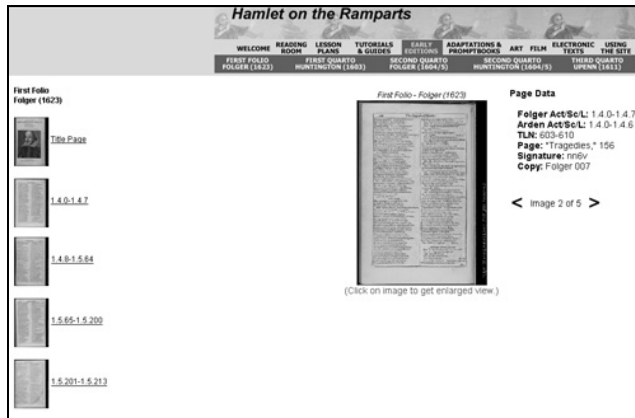 Hamlet on the Ramparts
WELCOME READING ROOM LESSON PLANS TUTORIALS & GUIDES EARLY EDITIONS ADAPTATIONS & PROMPTBOOKS ART FILM ELECTRONIC TEXTS USING THE SITE
FIRST FOLIO FOLGER (1623) FIRST QUARTO HUNTINGTON (1603) SECOND QUARTO FOLGER (1604/5) SECOND QUARTO HUNTINGTON (1604/5) THIRD QUARTO UPENN (1611)
First Folio
Folger (1623)
Title Page
1.4.0-1.4.7
1.4.8-1.5.64
1.5.65-1.5.200
1.5.201-1.5.213
First Folio - Folger (1623)
(Click on image to get enlarged view.)
Page Data
Folger Act/Sc/L: 1.4.0-1.4.7
Arden Act/Sc/L: 1.4.0-1.4.6
TLN: 603-610
Page: "Tragedies," 156
Signature: nn6v
Copy: Folger 007
< Image 2 of 5 >